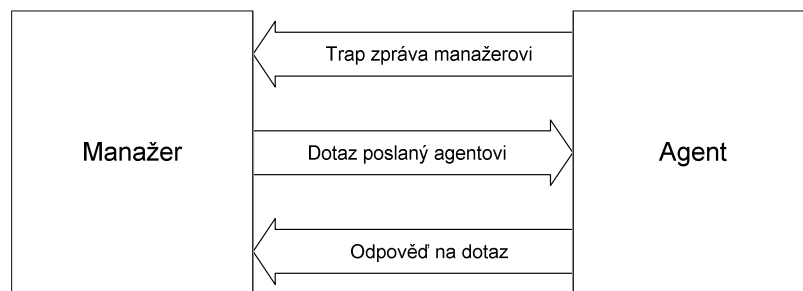 Trap zpráva manažerovi
Manažer
Dotaz poslaný agentovi
Agent
Odpověď na dotaz